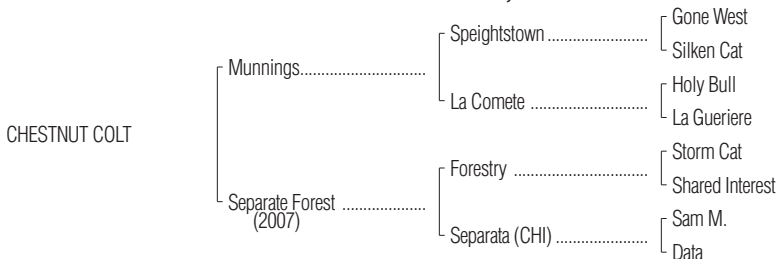 Gone West
Speightstown
Silken Cat
Munnings
Holy Bull
La Comete
La Gueriere
CHESTNUT COLT
Storm Cat
Forestry
Shared Interest
Separate Forest
(2007)
Sam M.
Separata (CHI)
Data